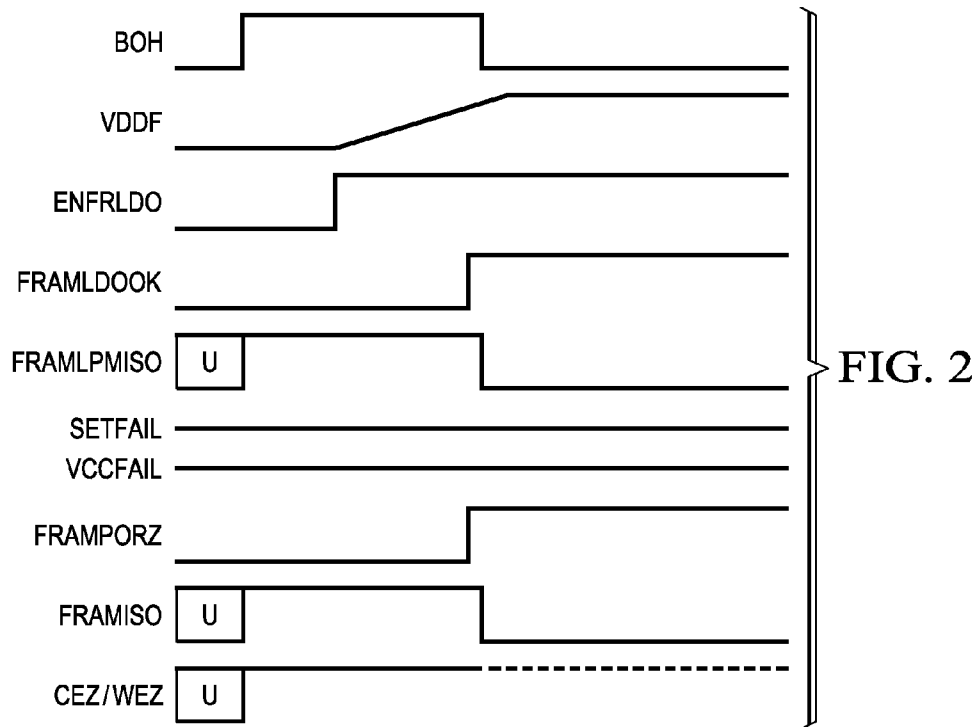 BOH
VDDF
ENFRLDO
FRAMLDOOK
FRAMLPMISO U
SETFAIL
VCCFAIL
FRAMPORZ
FRAMISO U
CEZ/WEZ U
FIG. 2